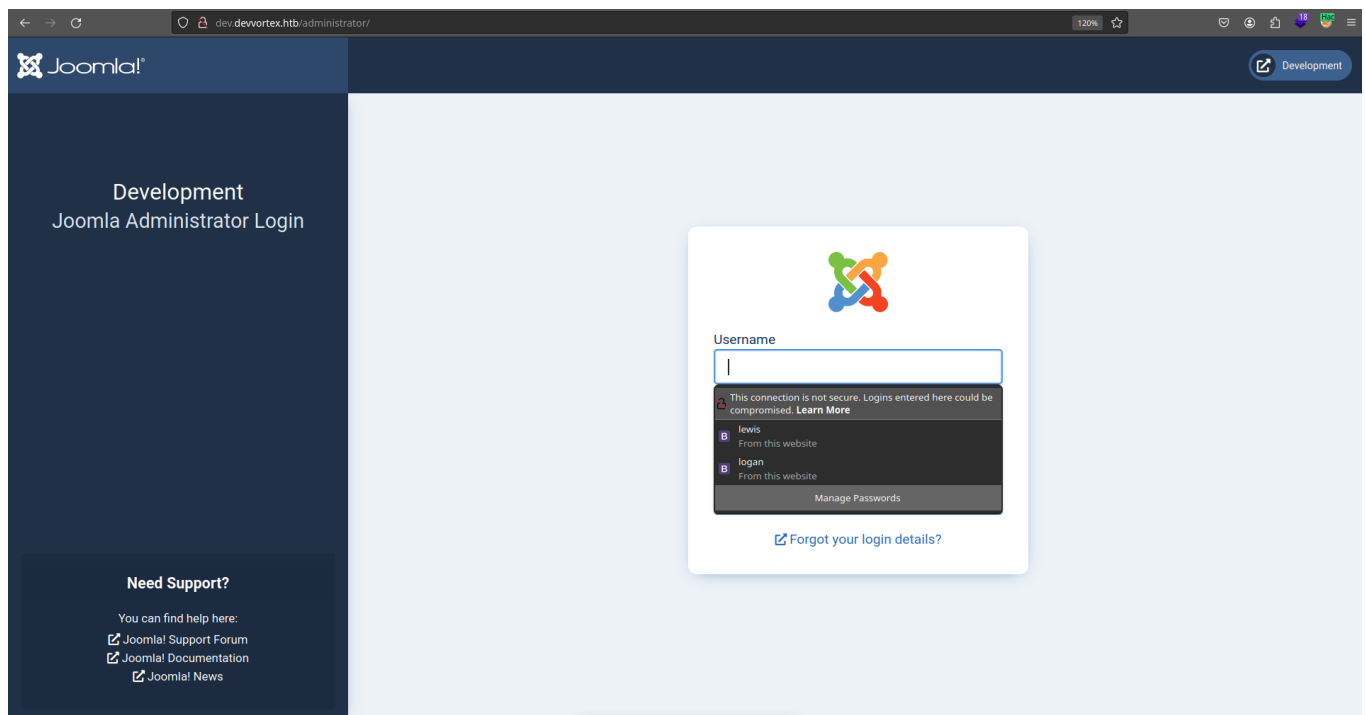 dev.devvortex.htb/administrator/
120%
18
Hac
Joomla!®
Development
Development
Joomla Administrator Login
Username
This connection is not secure. Logins entered here could be
compromised. Learn More
B
lewis
From this website
B
logan
From this website
Manage Passwords
Forgot your login details?
Need Support?
You can find help here:
Joomla! Support Forum
Joomla! Documentation
Joomla! News